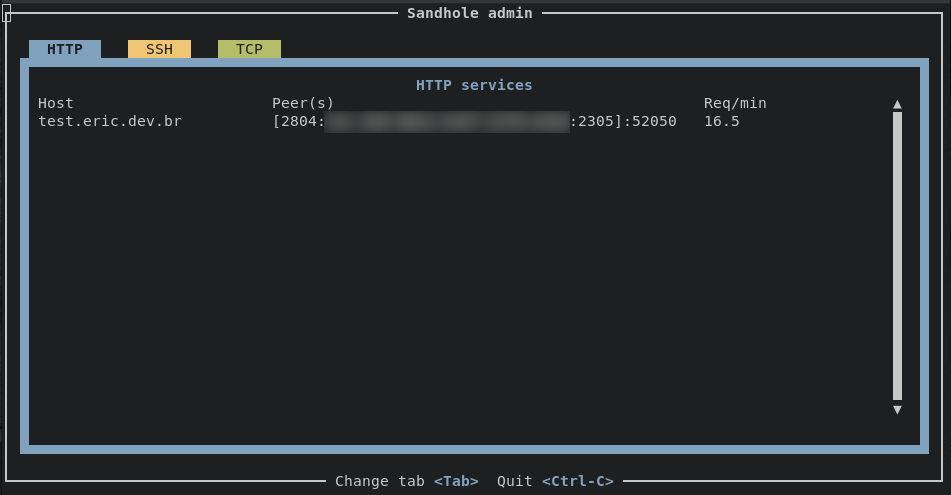 Sandhole admin
HTTP SSH TCP
HTTP services
Host Peer(s) Req/min
test.eric.dev.br [2804: :2305]:52050 16.5
Change tab <Tab> Quit <Ctrl-C>